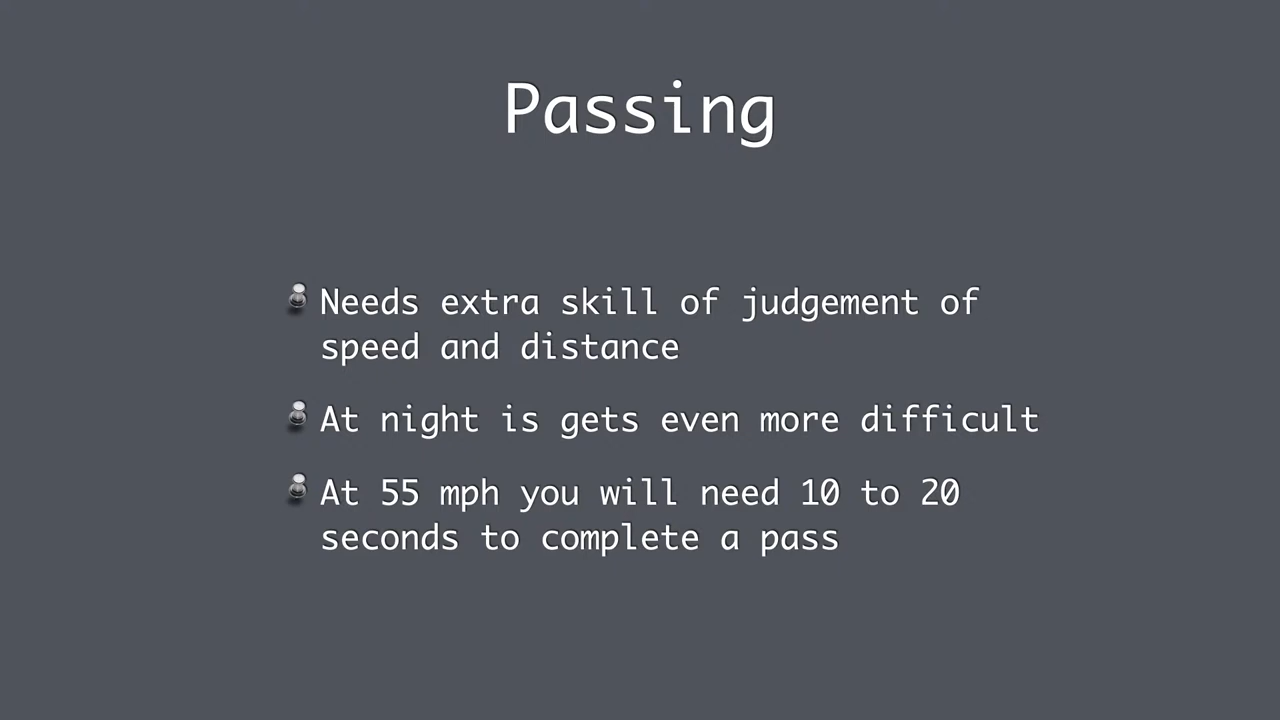 Passing
Needs extra skill of judgement of
speed and distance
At night is gets even more difficult
At 55 mph you will need 10 to 20
seconds to complete a pass